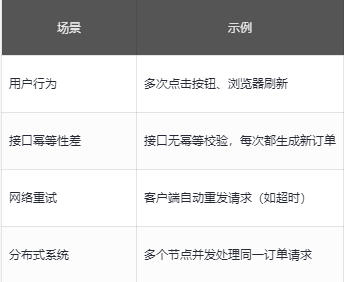 场景 示例
用户行为 多次点击按钮、浏览器刷新
接口幂等性差 接口无幂等校验，每次都生成新订单
网络重试 客户端自动重发请求（如超时）
分布式系统 多个节点并发处理同一订单请求